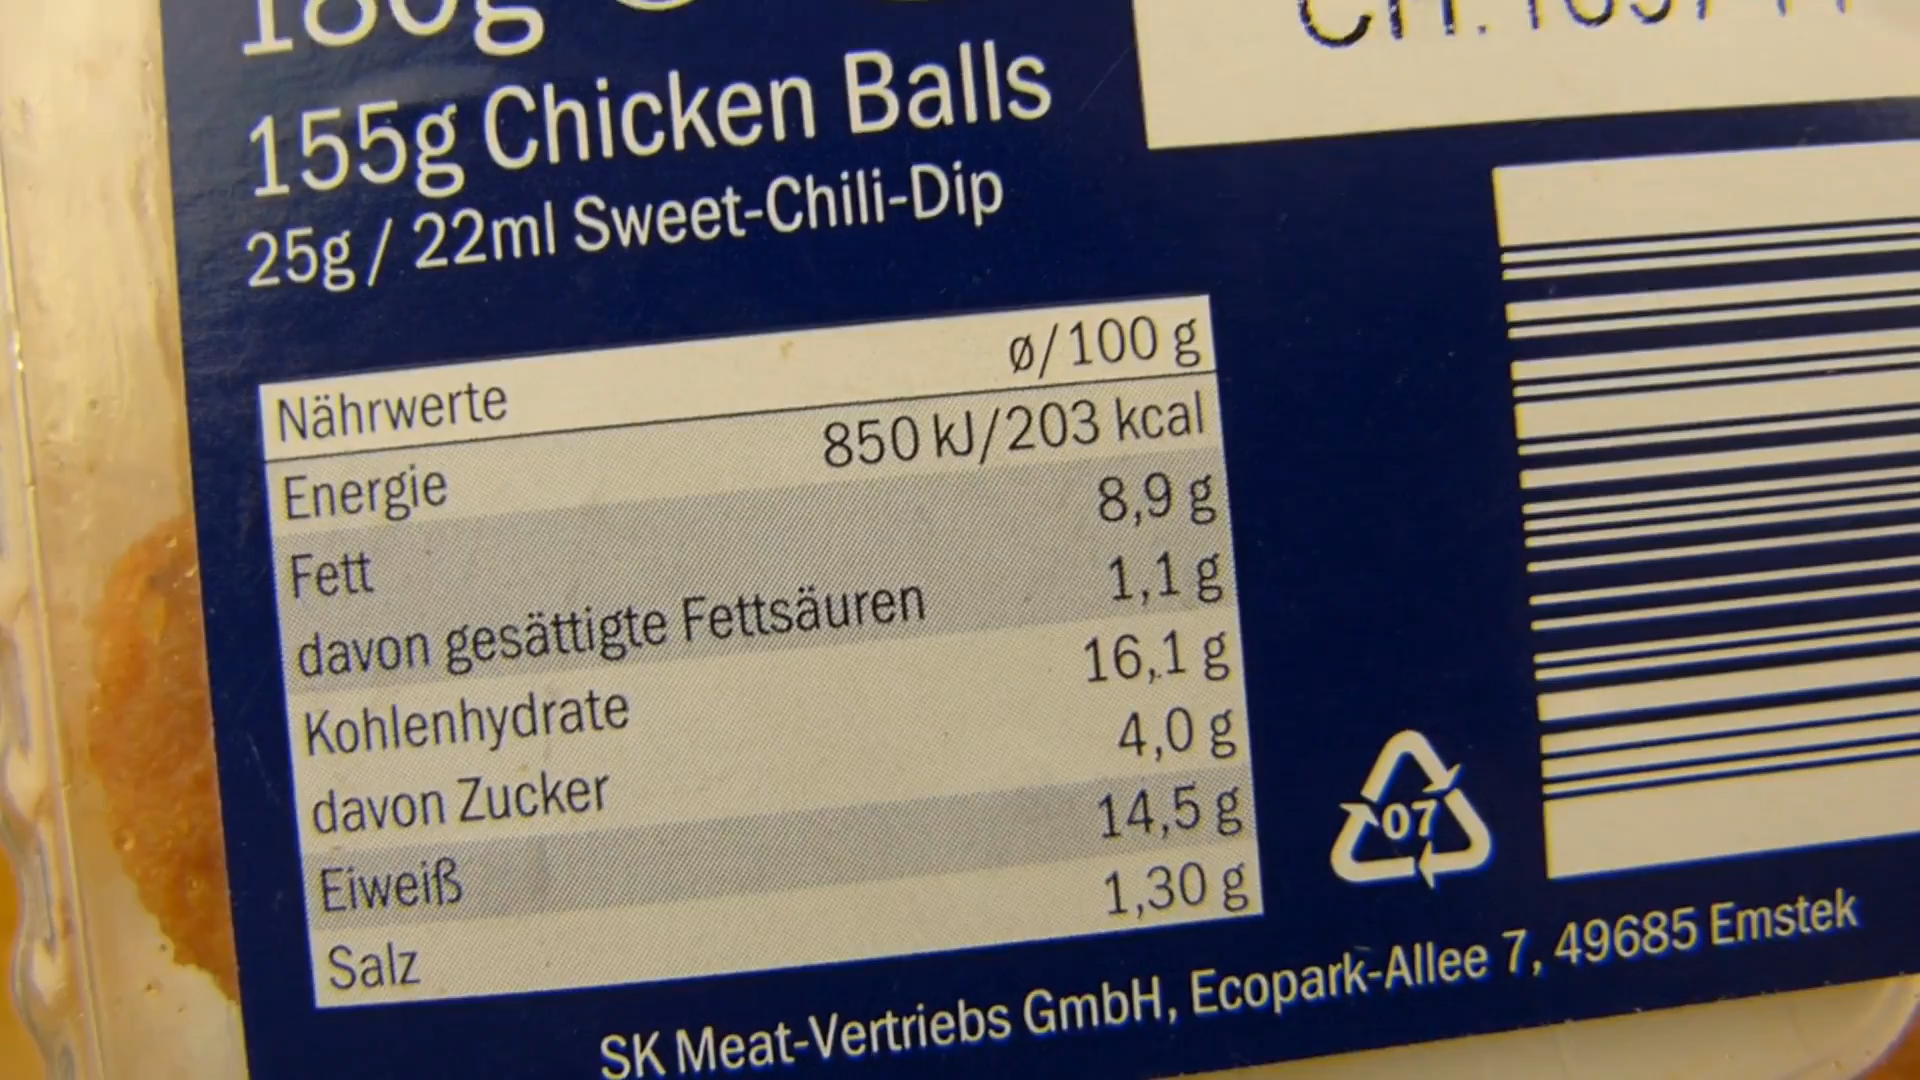 180g
155g Chicken Balls
25g / 22ml Sweet-Chili-Dip
Nährwerte ø/100 g
Energie 850 kJ/203 kcal
Fett 8,9 g
davon gesättigte Fettsäuren 1,1 g
Kohlenhydrate 16,1 g
davon Zucker 4,0 g
Eiweiß 14,5 g
Salz 1,30 g
07
SK Meat-Vertriebs GmbH, Ecopark-Allee 7, 49685 Emstek